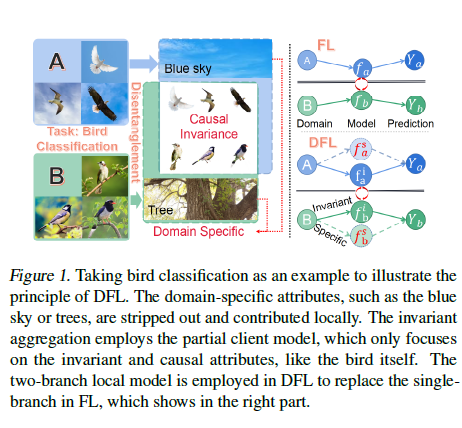 A
Task: Bird
Classification
B
Disentanglement
Blue sky
Causal
Invariance
Tree
Domain Specific
FL
A
f_a
Y_a
B
f_b
Y_b
Domain Model Prediction
DFL
f_a^s
A
f_a^i
Y_a
Invariant
B
f_b^i
Y_b
Specific
f_b^s
Figure 1. Taking bird classification as an example to illustrate the
principle of DFL. The domain-specific attributes, such as the blue
sky or trees, are stripped out and contributed locally. The invariant
aggregation employs the partial client model, which only focuses
on the invariant and causal attributes, like the bird itself. The
two-branch local model is employed in DFL to replace the single-
branch in FL, which shows in the right part.